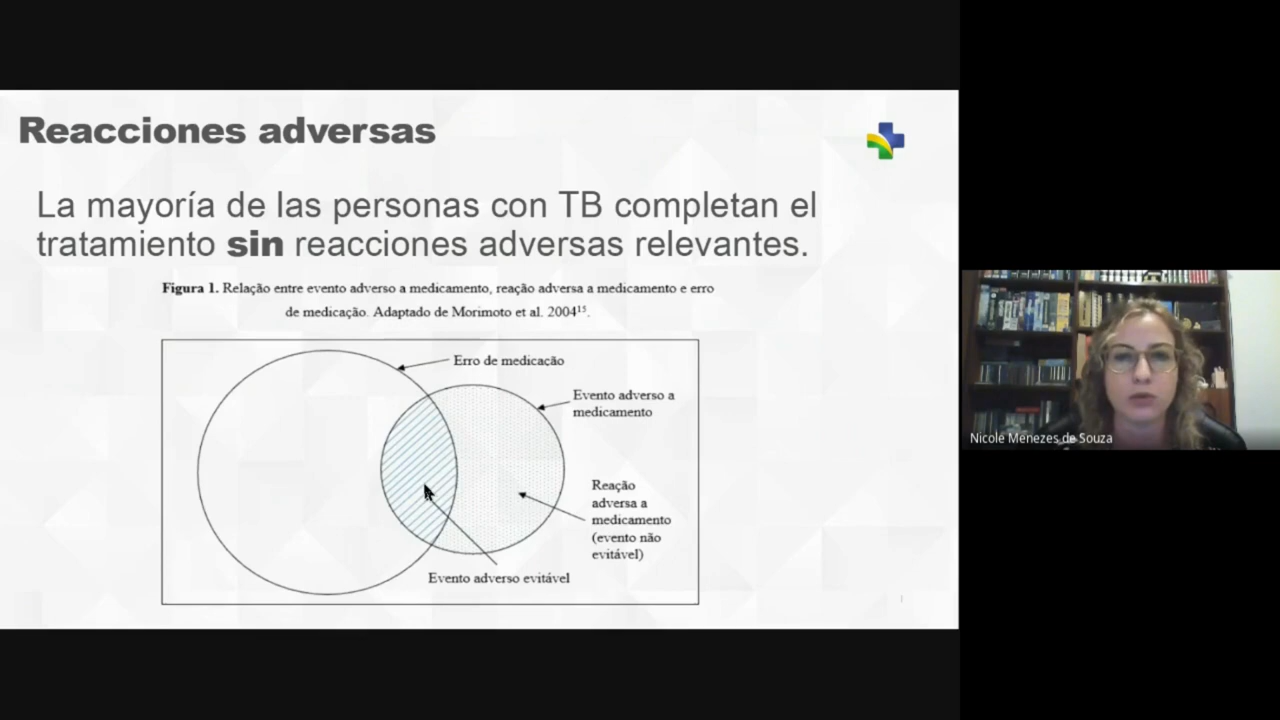 Reacciones adversas
La mayoría de las personas con TB completan el
tratamiento sin reacciones adversas relevantes.
Figura 1. Relação entre evento adverso a medicamento, reação adversa a medicamento e erro
de medicação. Adaptado de Morimoto et al. 2004¹⁵.
Erro de medicação
Evento adverso a
medicamento
Reação
adversa a
medicamento
(evento não
evitável)
Evento adverso evitável
Nicole Menezes de Souza